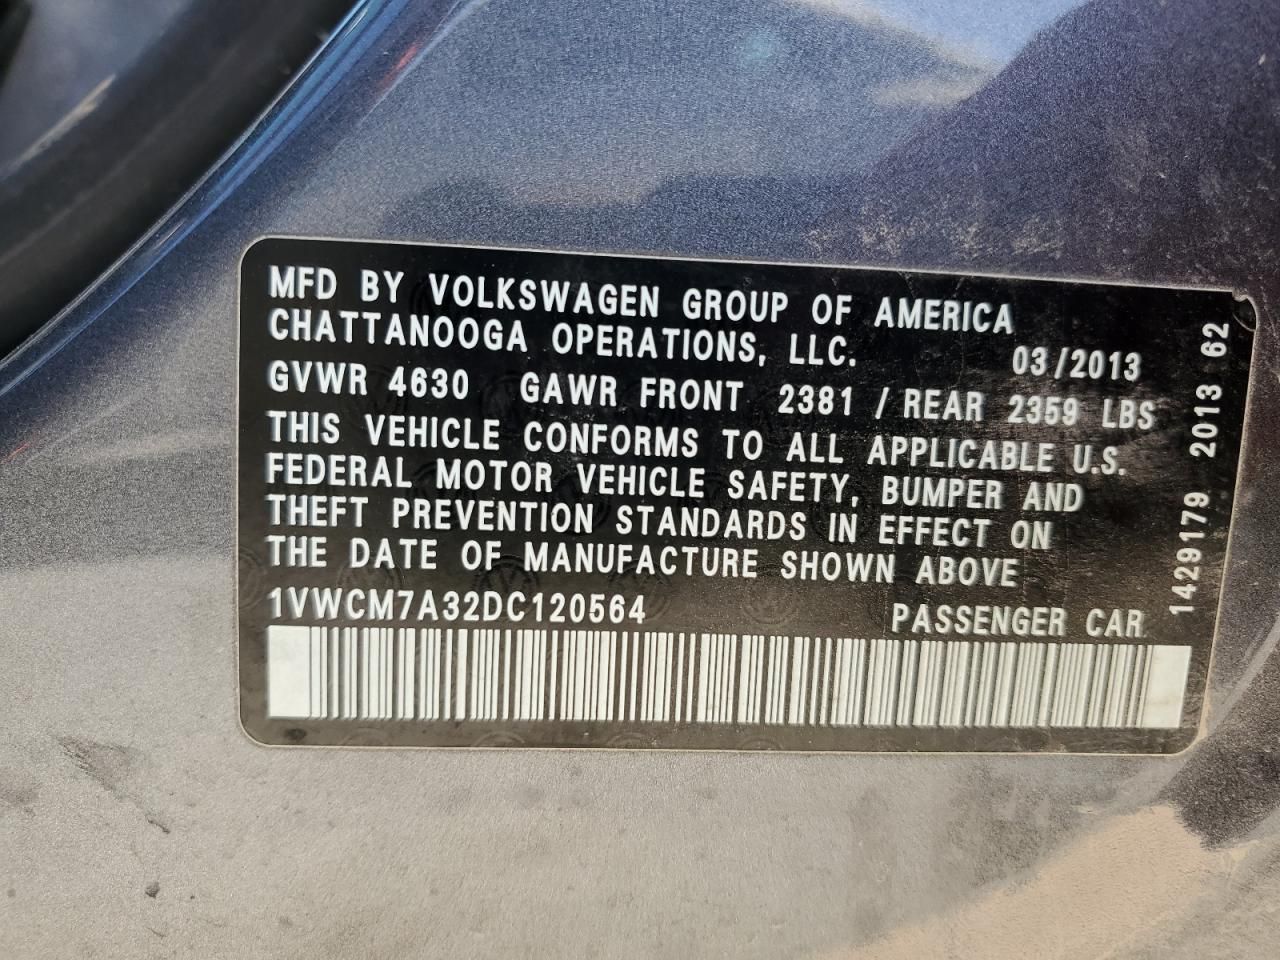 MFD BY VOLKSWAGEN GROUP OF AMERICA
CHATTANOOGA OPERATIONS, LLC. 03/2013
GVWR 4630 GAWR FRONT 2381 / REAR 2359 LBS
THIS VEHICLE CONFORMS TO ALL APPLICABLE U.S.
FEDERAL MOTOR VEHICLE SAFETY, BUMPER AND
THEFT PREVENTION STANDARDS IN EFFECT ON
THE DATE OF MANUFACTURE SHOWN ABOVE
1VWCM7A32DC120564 PASSENGER CAR
1429179 2013 62